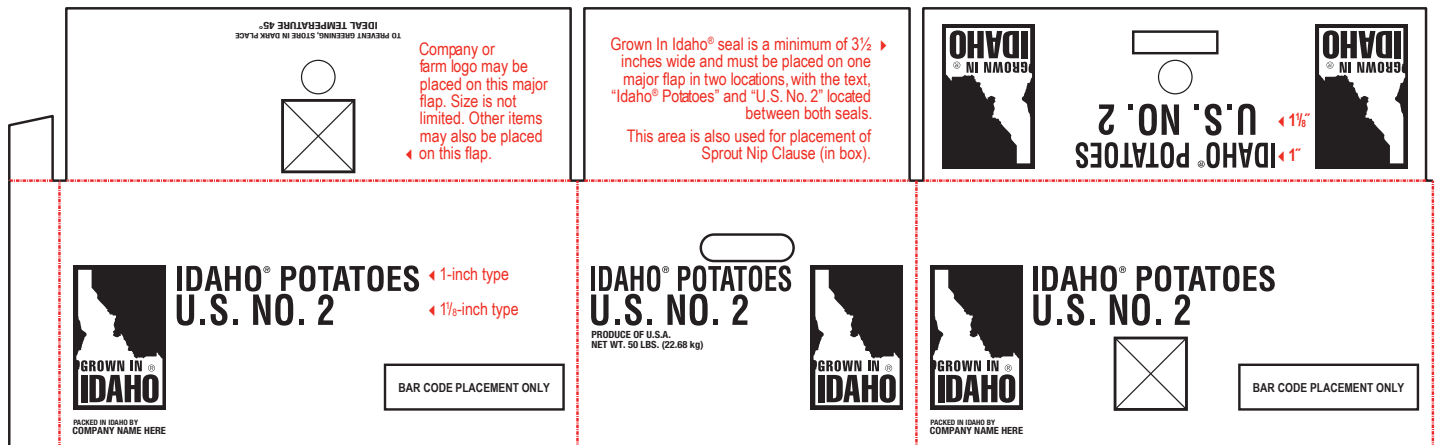 TO PREVENT GREENING, STORE IN DARK PLACE
IDEAL TEMPERATURE 45°
Company or
farm logo may be
placed on this major
flap. Size is not
limited. Other items
may also be placed
on this flap.
Grown In Idaho® seal is a minimum of 3½
inches wide and must be placed on one
major flap in two locations, with the text,
“Idaho® Potatoes” and “U.S. No. 2” located
between both seals.
This area is also used for placement of
Sprout Nip Clause (in box).
GROWN IN ®
IDAHO
IDAHO® POTATOES
U.S. NO. 2
1⅛″
1″
GROWN IN ®
IDAHO
IDAHO® POTATOES
U.S. NO. 2
1-inch type
1⅛-inch type
GROWN IN ®
IDAHO
BAR CODE PLACEMENT ONLY
PACKED IN IDAHO BY
COMPANY NAME HERE
IDAHO® POTATOES
U.S. NO. 2
PRODUCE OF U.S.A.
NET WT. 50 LBS. (22.68 kg)
GROWN IN ®
IDAHO
IDAHO® POTATOES
U.S. NO. 2
GROWN IN ®
IDAHO
BAR CODE PLACEMENT ONLY
PACKED IN IDAHO BY
COMPANY NAME HERE